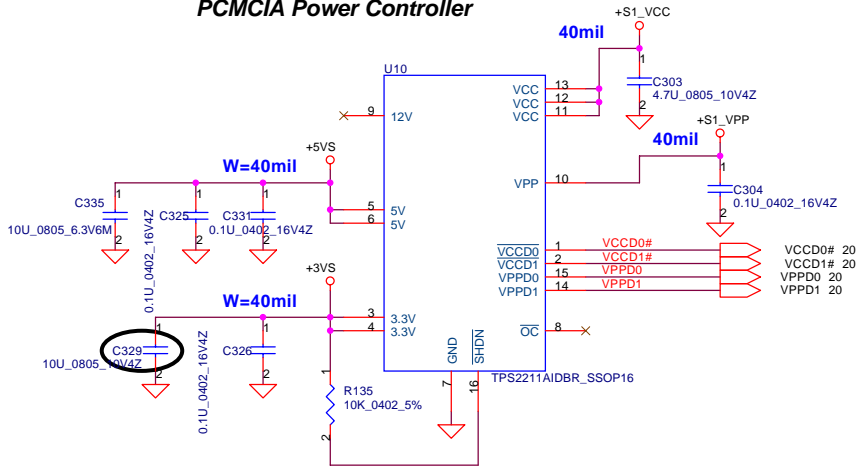 PCMCIA Power Controller
+S1_VCC
40mil
U10
1
C303
4.7U_0805_10V4Z
2
VCC 13
VCC 12
VCC 11
9 12V
+S1_VPP
40mil
+5VS
W=40mil
VPP 10
1
C304
0.1U_0402_16V4Z
2
1 1 1
C335 C325 C331
10U_0805_6.3V6M 0.1U_0402_16V4Z 0.1U_0402_16V4Z
2 2 2
5 5V
6 5V
VCCD0 1 VCCD0# VCCD0# 20
VCCD1 2 VCCD1# VCCD1# 20
VPPD0 15 VPPD0 VPPD0 20
VPPD1 14 VPPD1 VPPD1 20
+3VS
W=40mil
3 3.3V
4 3.3V
OC 8
1 1
C329 C326
10U_0805_10V4Z 0.1U_0402_16V4Z
2 2
GND SHDN
7 16
TPS2211AIDBR_SSOP16
1
R135
10K_0402_5%
2